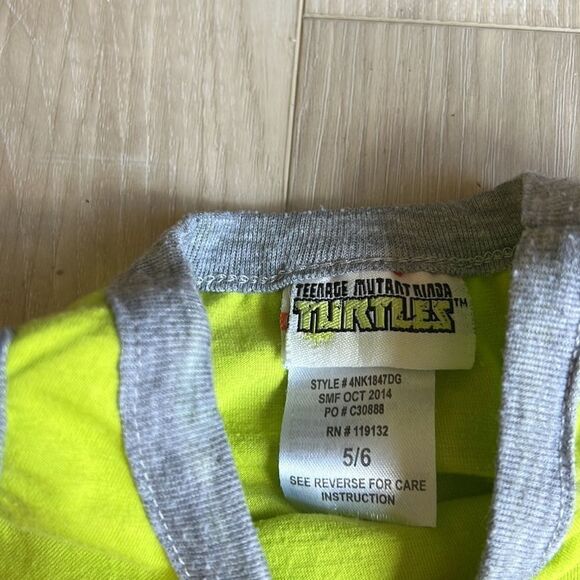 TEENAGE MUTANT NINJA
TURTLES™
STYLE # 4NK1847DG
SMF OCT 2014
PO # C30888
RN # 119132
5/6
SEE REVERSE FOR CARE
INSTRUCTION